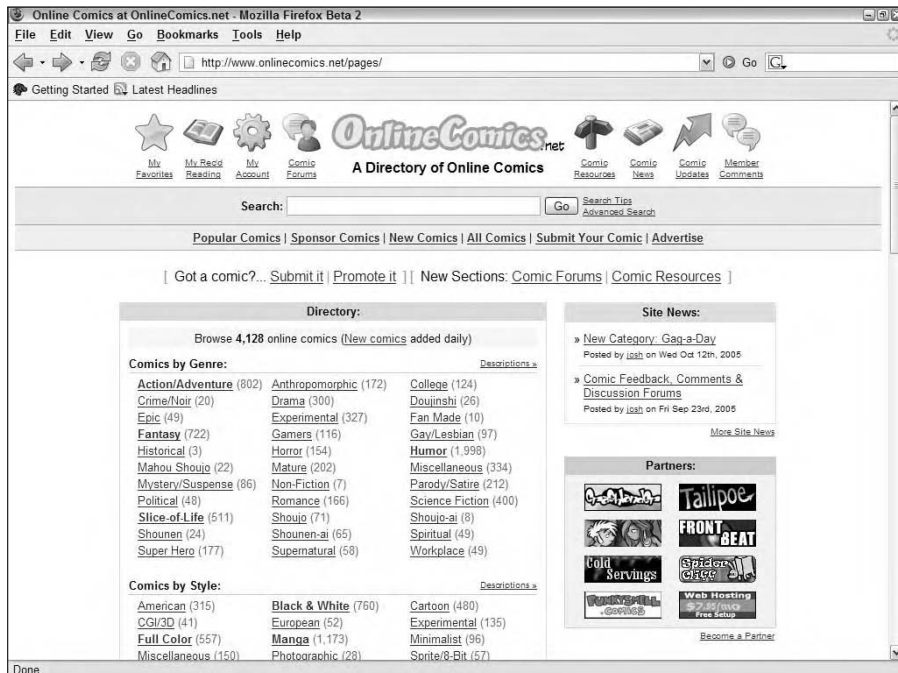 Online Comics at OnlineComics.net - Mozilla Firefox Beta 2
File Edit View Go Bookmarks Tools Help
http://www.onlinecomics.net/pages/ Go G
Getting Started Latest Headlines
OnlineComics.net
A Directory of Online Comics
My Favorites
My Rec'd Reading
My Account
Comic Forums
Comic Resources
Comic News
Comic Updates
Member Comments
Search: Go Search Tips
Advanced Search
Popular Comics | Sponsor Comics | New Comics | All Comics | Submit Your Comic | Advertise
[ Got a comic?... Submit it | Promote it ] [ New Sections: Comic Forums | Comic Resources ]
Directory:
Browse 4,128 online comics (New comics added daily)
Comics by Genre: Descriptions »
Action/Adventure (802) Anthropomorphic (172) College (124)
Crime/Noir (20) Drama (300) Doujinshi (26)
Epic (49) Experimental (327) Fan Made (10)
Fantasy (722) Gamers (116) Gay/Lesbian (97)
Historical (3) Horror (154) Humor (1,998)
Mahou Shoujo (22) Mature (202) Miscellaneous (334)
Mystery/Suspense (86) Non-Fiction (7) Parody/Satire (212)
Political (48) Romance (166) Science Fiction (400)
Slice-of-Life (511) Shoujo (71) Shoujo-ai (8)
Shounen (24) Shounen-ai (65) Spiritual (49)
Super Hero (177) Supernatural (58) Workplace (49)
Comics by Style: Descriptions »
American (315) Black & White (760) Cartoon (480)
CGI/3D (41) European (52) Experimental (135)
Full Color (557) Manga (1,173) Minimalist (96)
Miscellaneous (150) Photographic (28) Sprite/8-Bit (57)
Site News:
» New Category: Gag-a-Day
Posted by josh on Wed Oct 12th, 2005
» Comic Feedback, Comments &
Discussion Forums
Posted by josh on Fri Sep 23rd, 2005
More Site News
Partners:
Tailipoe
FRONT
BEAT
Cold
Servings
Spider
Cliff
FUNKYSMELL
.COMICS
Web Hosting
$7.95/mo
Free Setup
Become a Partner
Done